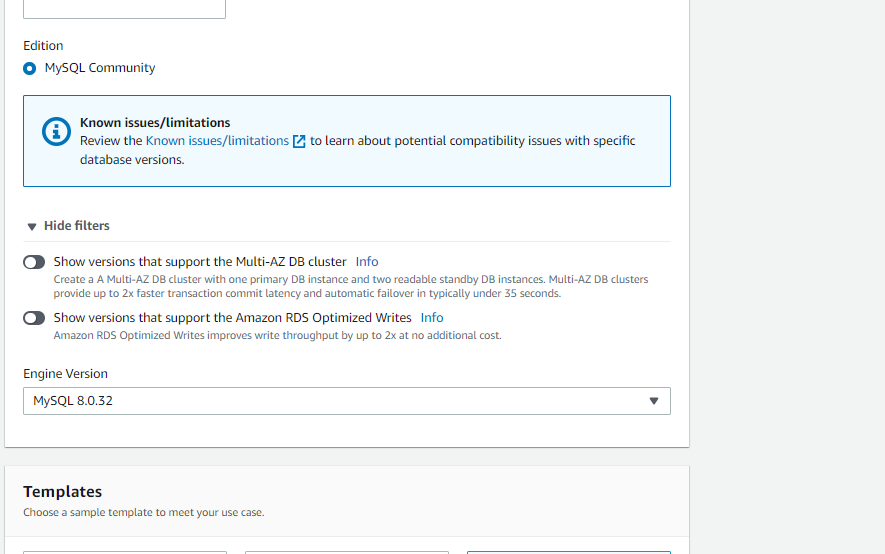 Edition
MySQL Community
Known issues/limitations
Review the Known issues/limitations to learn about potential compatibility issues with specific
database versions.
Hide filters
Show versions that support the Multi-AZ DB cluster Info
Create a A Multi-AZ DB cluster with one primary DB instance and two readable standby DB instances. Multi-AZ DB clusters
provide up to 2x faster transaction commit latency and automatic failover in typically under 35 seconds.
Show versions that support the Amazon RDS Optimized Writes Info
Amazon RDS Optimized Writes improves write throughput by up to 2x at no additional cost.
Engine Version
MySQL 8.0.32
Templates
Choose a sample template to meet your use case.